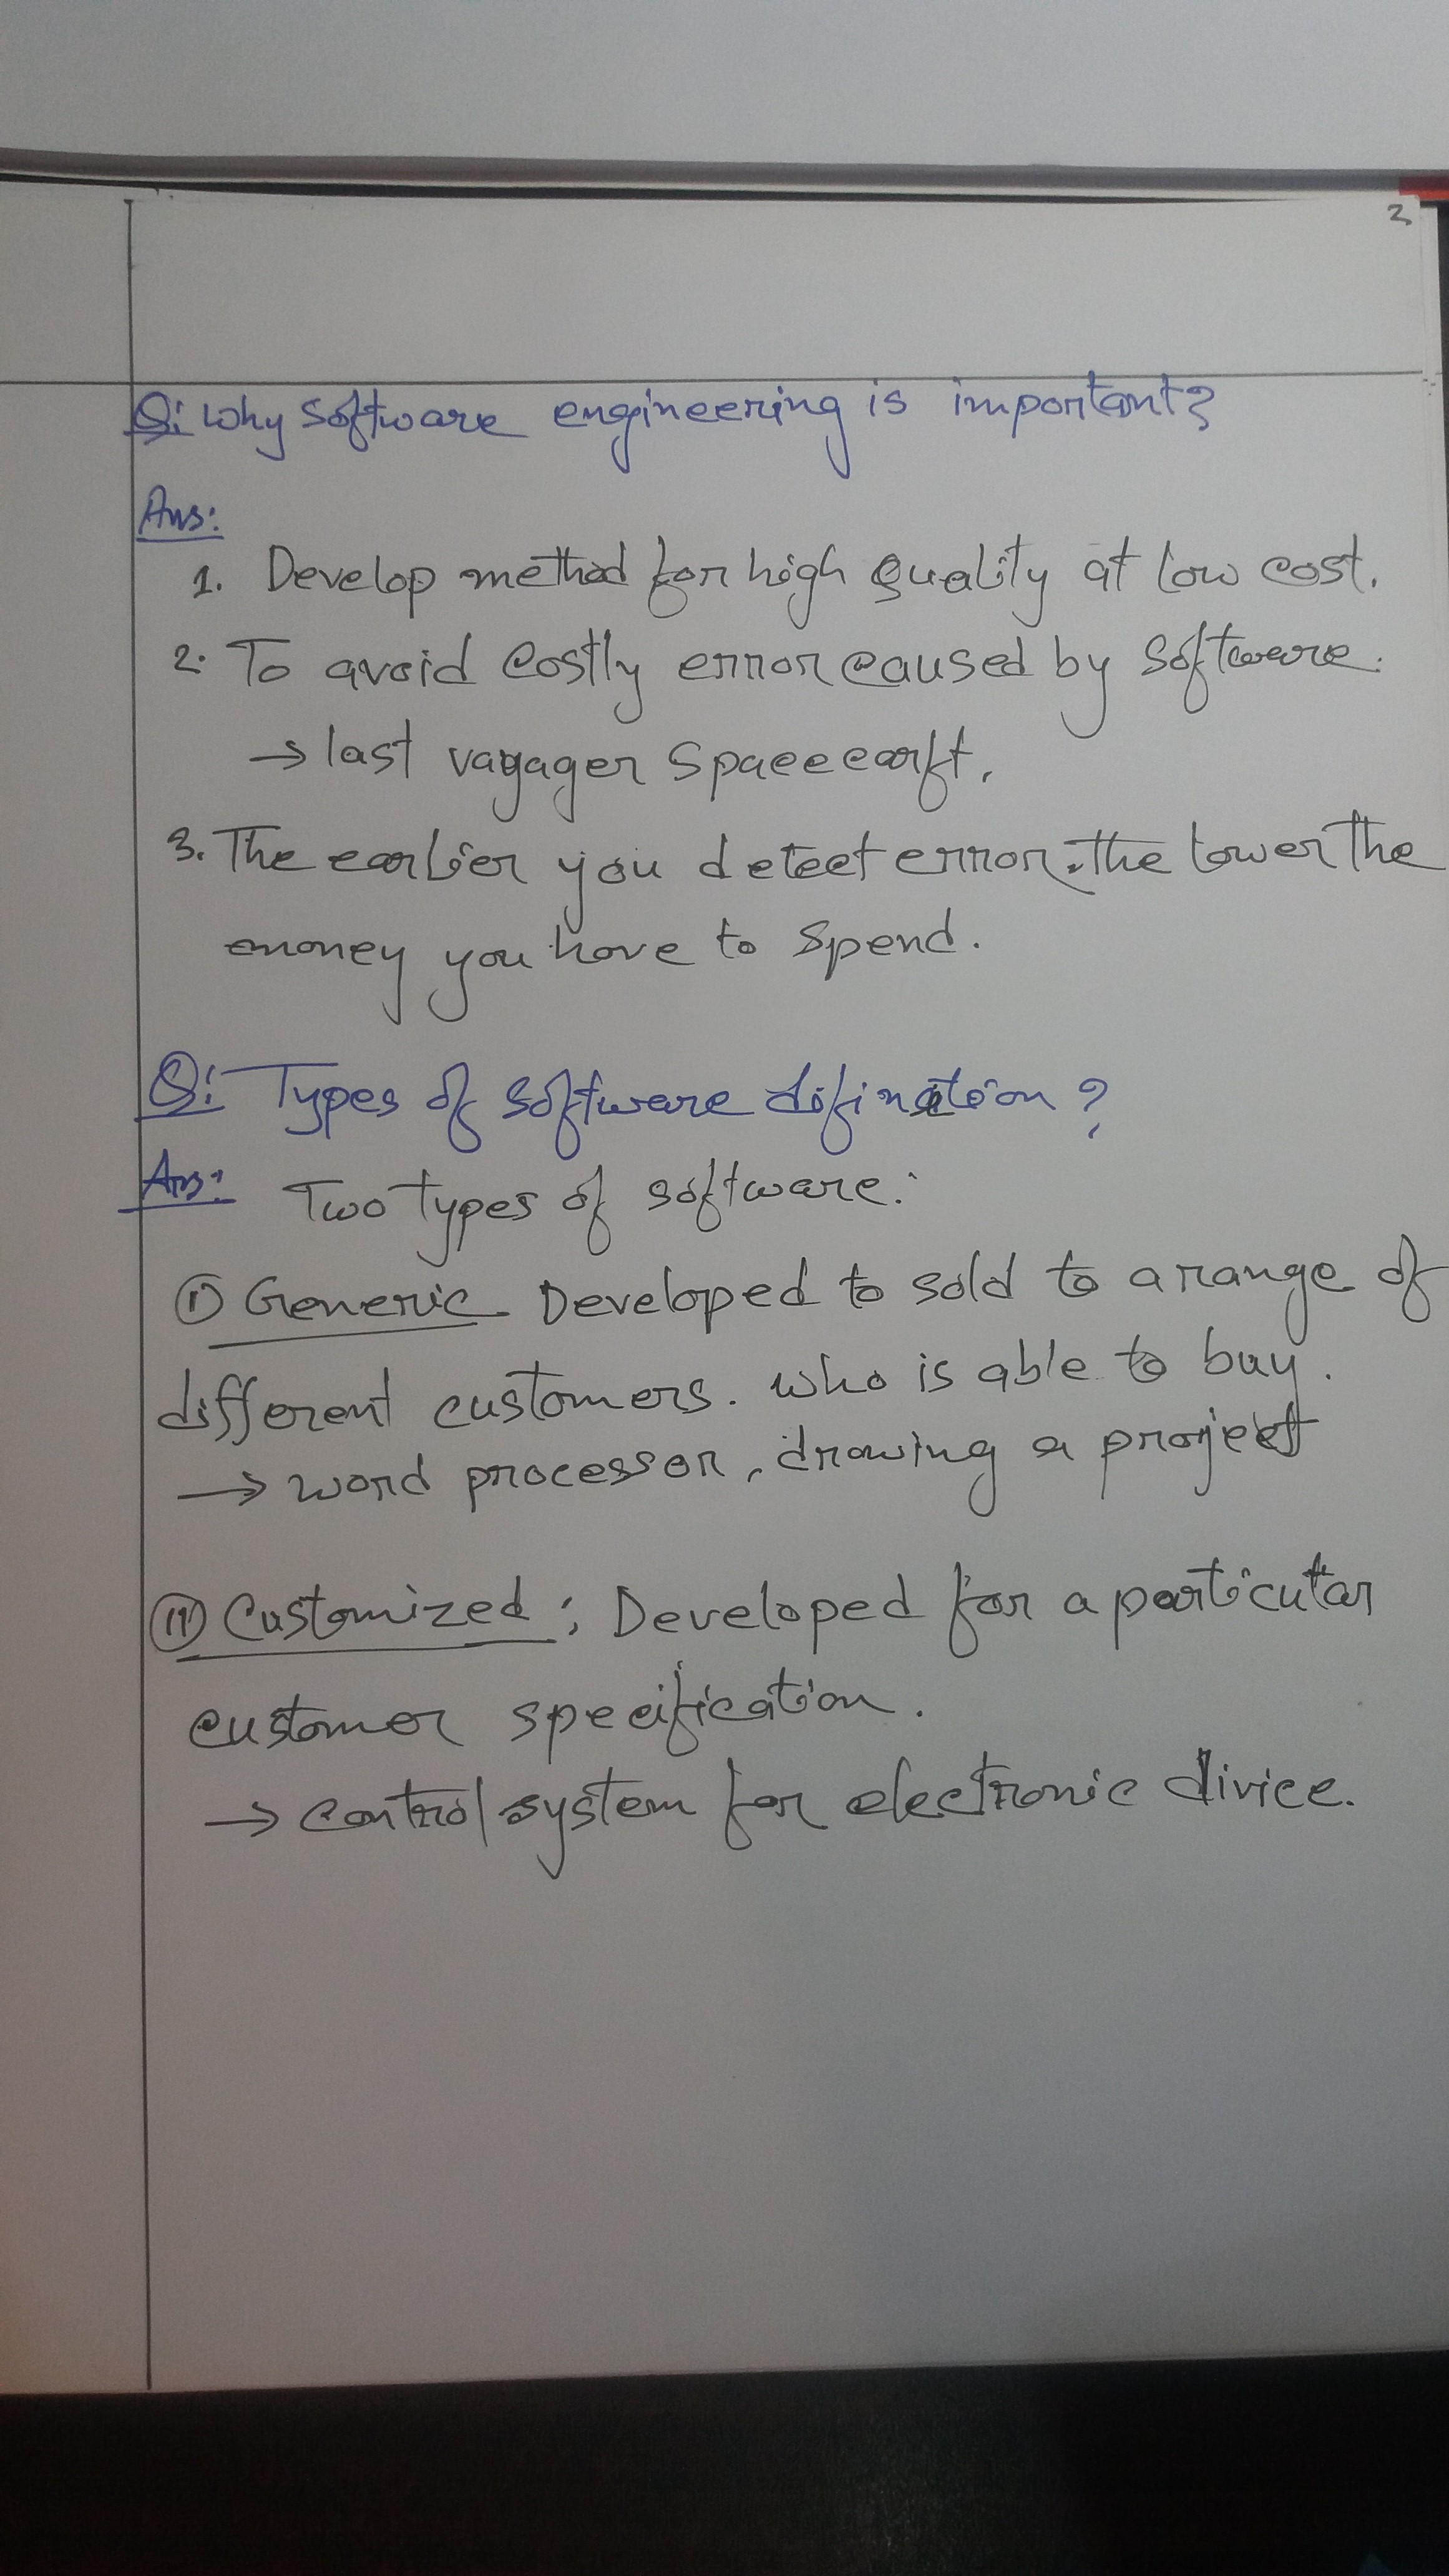 2
Q: Why Software engineering is important?
Ans:
1. Develop method for high quality at low cost.
2. To avoid costly error caused by Software.
→ last vayager Spacecarft.
3. The earlier you detect error. the lower the
money you have to spend.
Q: Types of software difination?
Ans: Two types of software:
(i) Generic Developed to sold to a range of
different customers. who is able to buy.
→ word processor, drawing a project
(ii) Customized: Developed for a particular
customer specification.
→ control system for electronic divice.